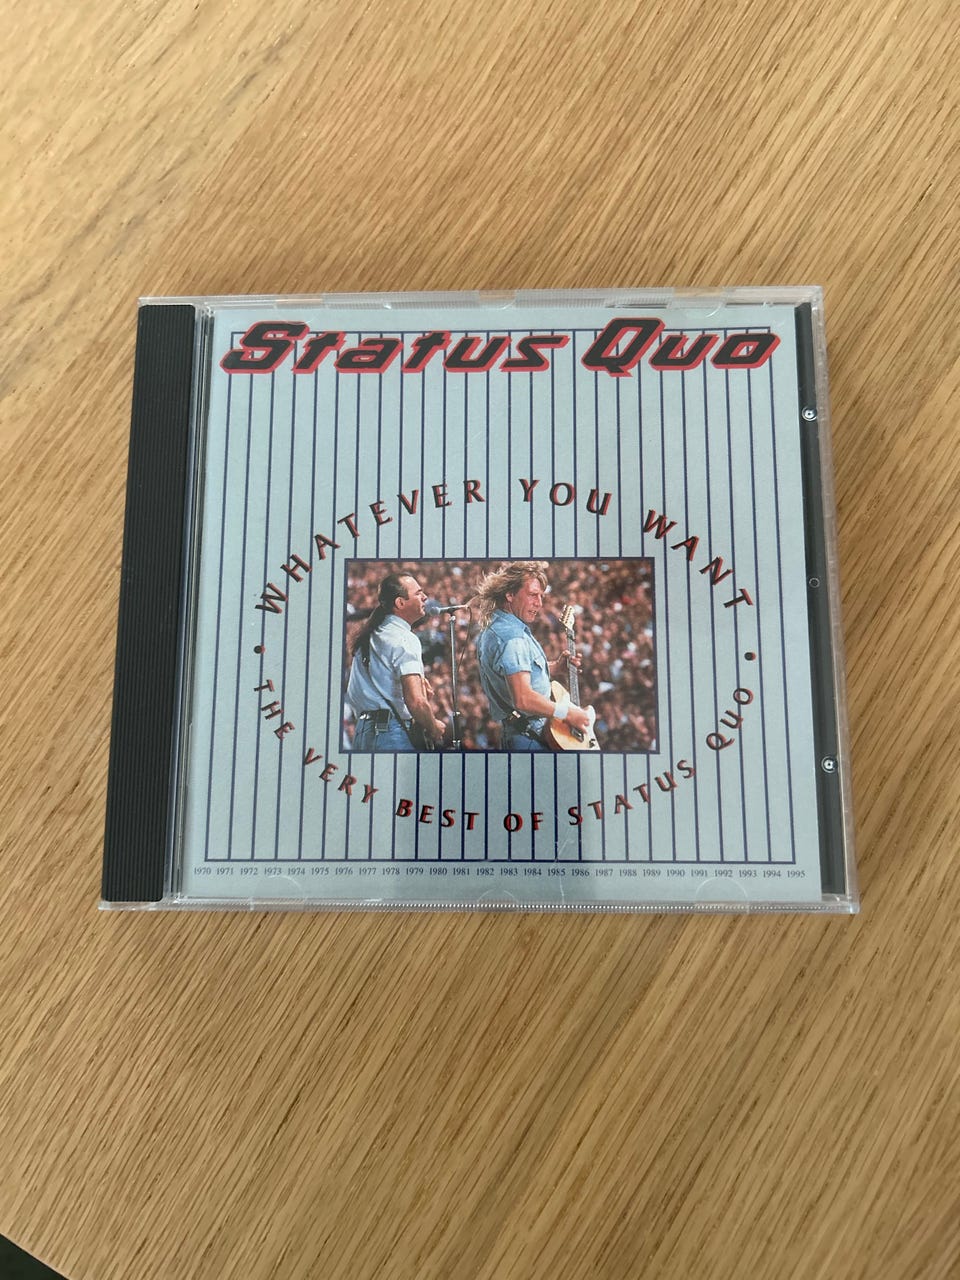 Status Quo
• WHATEVER YOU WANT •
THE VERY BEST OF STATUS QUO
1970 1971 1972 1973 1974 1975 1976 1977 1978 1979 1980 1981 1982 1983 1984 1985 1986 1987 1988 1989 1990 1991 1992 1993 1994 1995